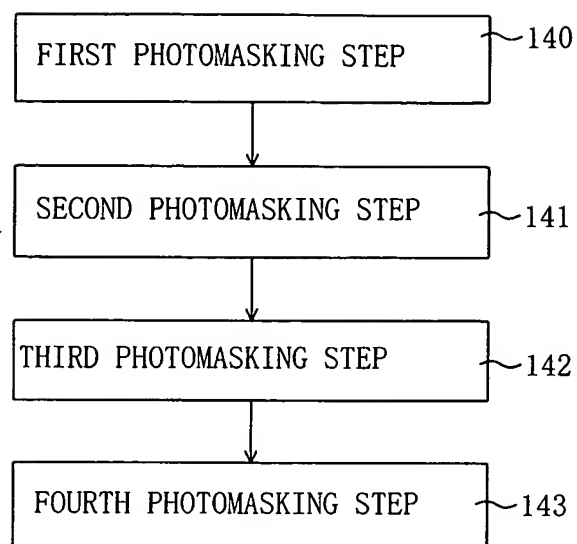 FIRST PHOTOMASKING STEP 140
SECOND PHOTOMASKING STEP 141
THIRD PHOTOMASKING STEP 142
FOURTH PHOTOMASKING STEP 143